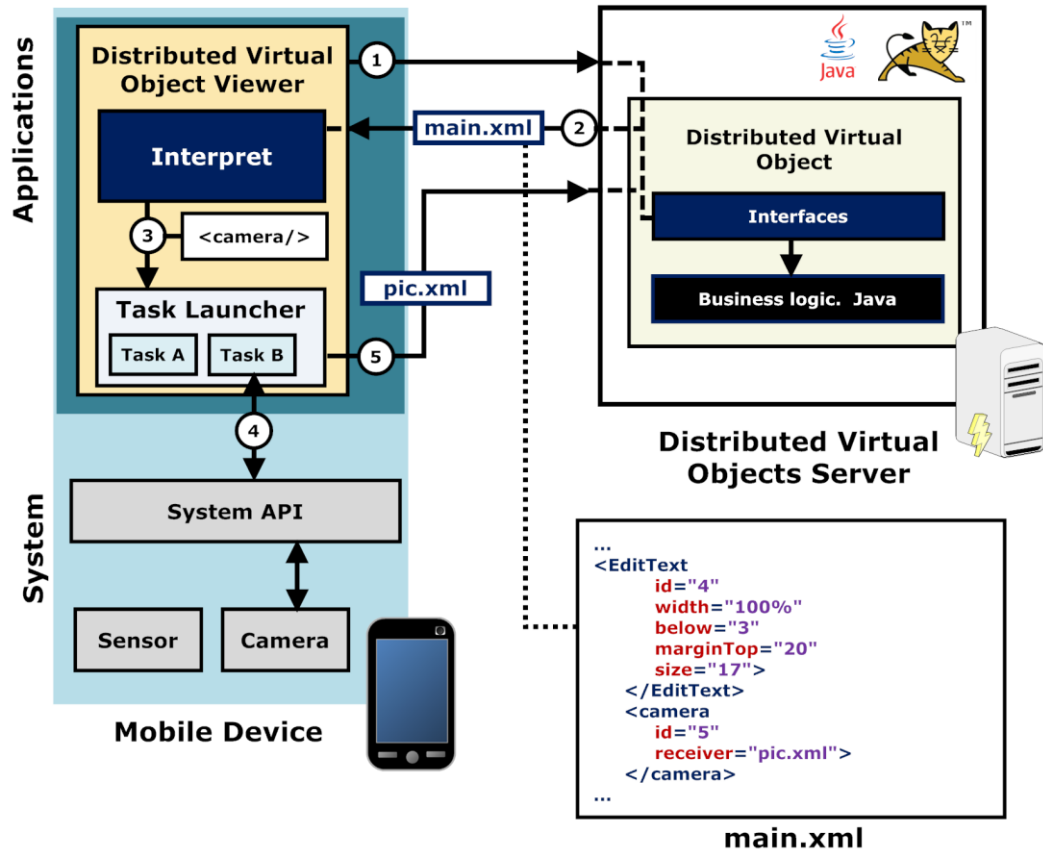 Applications
Distributed Virtual
Object Viewer
Interpret
3
<camera/>
Task Launcher
Task A
Task B
1
main.xml
2
pic.xml
5
4
System
System API
Sensor
Camera
Mobile Device
Java
TM
Distributed Virtual
Object
Interfaces
Business logic. Java
Distributed Virtual
Objects Server
...
<EditText
id="4"
width="100%"
below="3"
marginTop="20"
size="17">
</EditText>
<camera
id="5"
receiver="pic.xml">
</camera>
...
main.xml